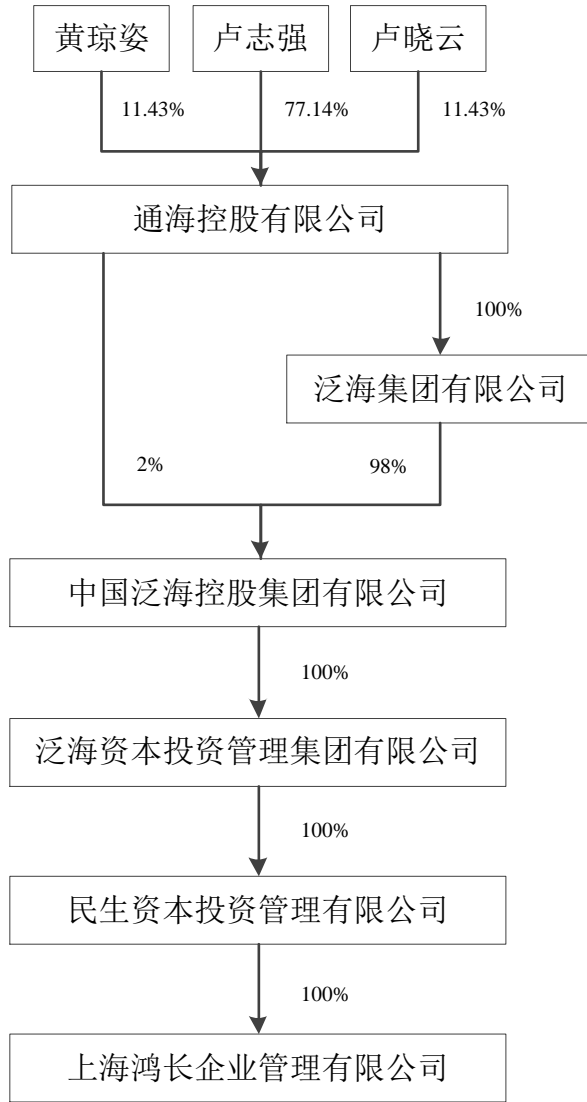 黄琼姿
卢志强
卢晓云
11.43%
77.14%
11.43%
通海控股有限公司
100%
泛海集团有限公司
2%
98%
中国泛海控股集团有限公司
100%
泛海资本投资管理集团有限公司
100%
民生资本投资管理有限公司
100%
上海鸿长企业管理有限公司